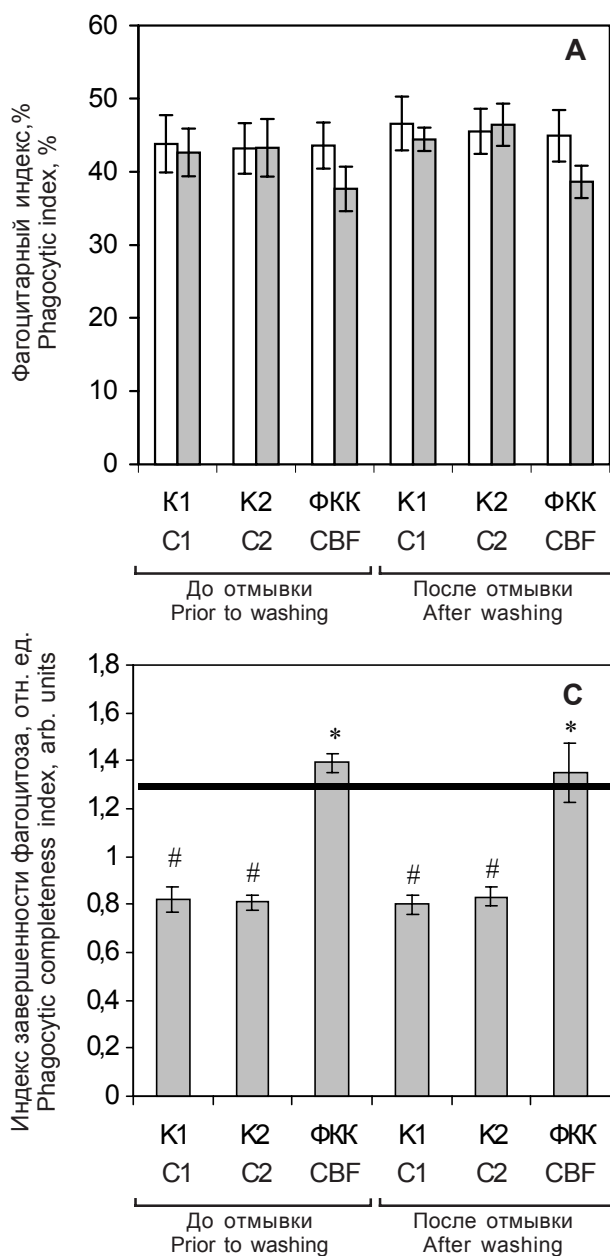 Фагоцитарный индекс,%
Phagocytic index, %
A
60
50
40
30
20
10
0
К1 К2 ФКК К1 К2 ФКК
C1 C2 CBF C1 C2 CBF
До отмывки После отмывки
Prior to washing After washing
Индекс завершенности фагоцитоза, отн. ед.
Phagocytic completeness index, arb. units
C
1,8
1,6
1,4
1,2
1
0,8
0,6
0,4
0,2
0
# # * # # *
К1 К2 ФКК К1 К2 ФКК
C1 C2 CBF C1 C2 CBF
До отмывки После отмывки
Prior to washing After washing